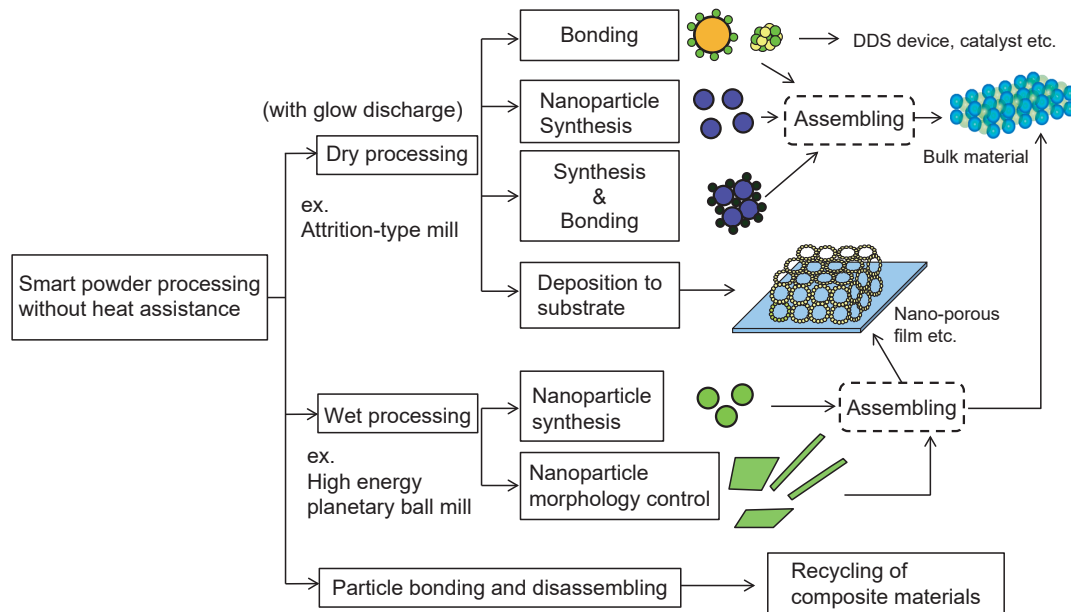 Smart powder processing
without heat assistance
(with glow discharge)
Dry processing
ex.
Attrition-type mill
Bonding
DDS device, catalyst etc.
Nanoparticle
Synthesis
Assembling
Bulk material
Synthesis
&
Bonding
Deposition to
substrate
Nano-porous
film etc.
Wet processing
ex.
High energy
planetary ball mill
Nanoparticle
synthesis
Assembling
Nanoparticle
morphology control
Particle bonding and disassembling
Recycling of
composite materials